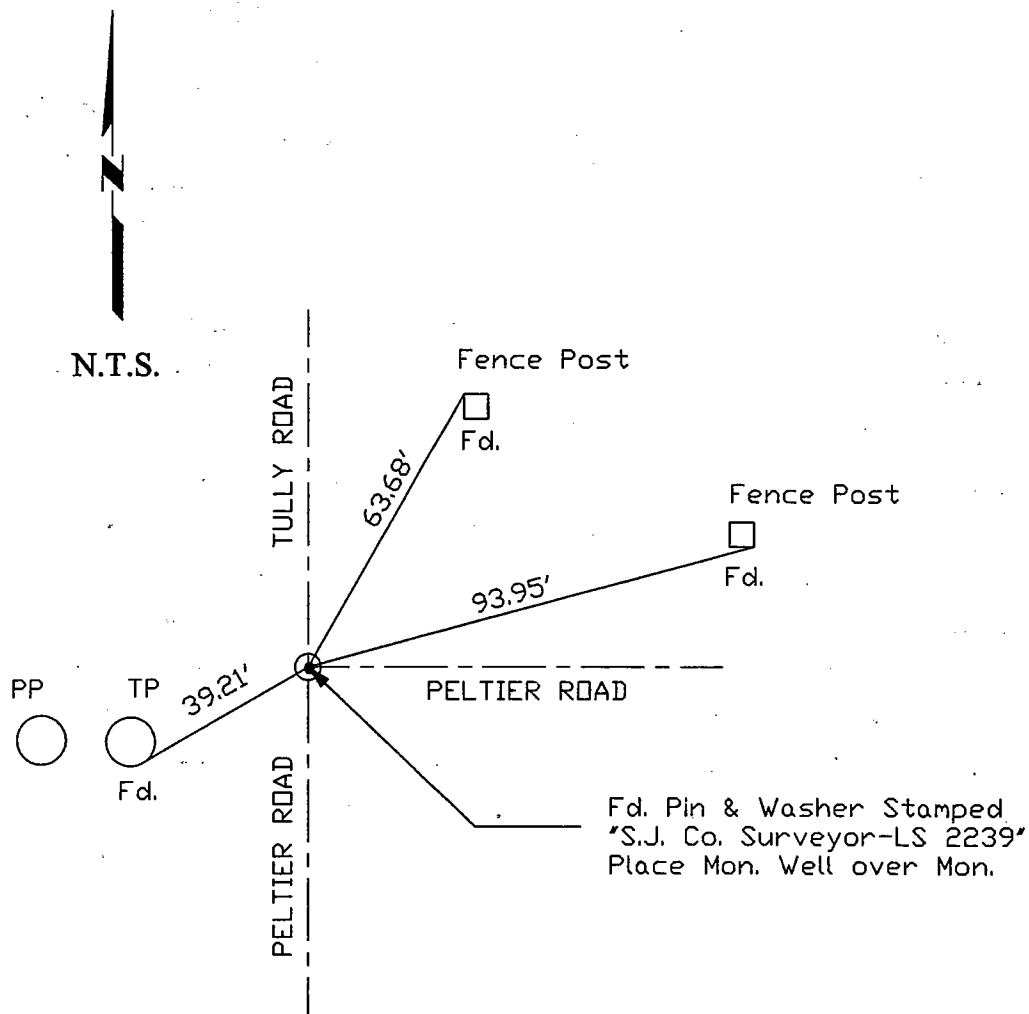 N
N.T.S.
Fence Post
Fd.
TULLY ROAD
63.68'
Fence Post
Fd.
93.95'
PP
TP
39.21'
Fd.
PELTIER ROAD
PELTIER ROAD
Fd. Pin & Washer Stamped
"S.J. Co. Surveyor-LS 2239"
Place Mon. Well over Mon.